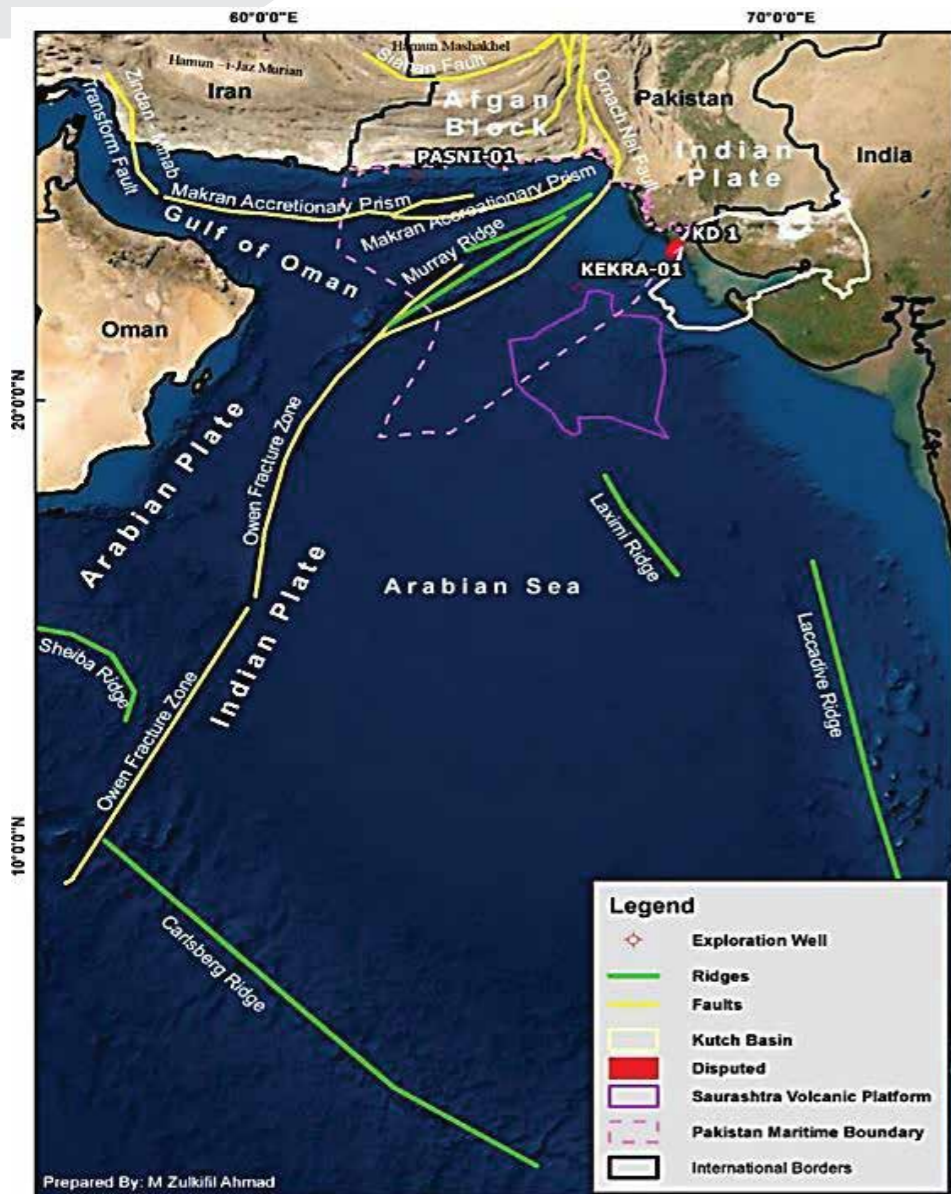 60°0'0"E
70°0'0"E
Hamun Mashakhel
Hamun -i-Jaz Murian
Siahan Fault
Iran
Zindan - Minab
Transform Fault
Afgan
Block
Ornach Nal Fault
Pakistan
Indian
Plate
India
PASNI-01
Makran Accretionary Prism
Makran Accreationary Prism
Gulf of Oman
Murray Ridge
KD 1
KEKRA-01
Oman
20°0'0"N
Arabian Plate
Owen Fracture Zone
Indian Plate
Laximi Ridge
Arabian Sea
Laccadive Ridge
Sheiba Ridge
Owen Fracture Zone
10°0'0"N
Carlsberg Ridge
Legend
Exploration Well
Ridges
Faults
Kutch Basin
Disputed
Saurashtra Volcanic Platform
Pakistan Maritime Boundary
International Borders
Prepared By: M Zulkifil Ahmad